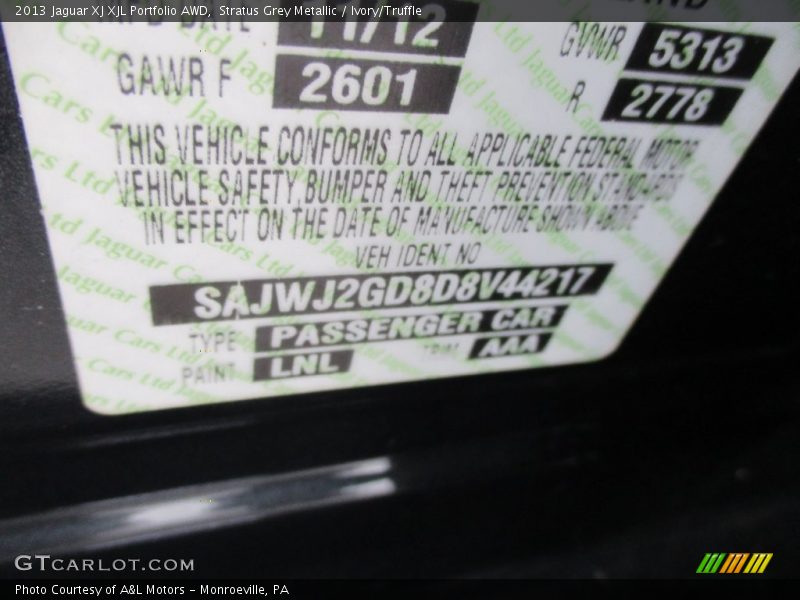 2013 Jaguar XJ XJL Portfolio AWD, Stratus Grey Metallic / Ivory/Truffle
DATE 11/12
GVWR 5313
GAWR F 2601 R 2778
THIS VEHICLE CONFORMS TO ALL APPLICABLE FEDERAL MOTOR
VEHICLE SAFETY, BUMPER AND THEFT PREVENTION STANDARDS
IN EFFECT ON THE DATE OF MANUFACTURE SHOWN ABOVE
VEH IDENT NO
SAJWJ2GD8D8V44217
TYPE PASSENGER CAR
PAINT LNL TRIM AAA
GTCARLOT.COM
Photo Courtesy of A&L Motors - Monroeville, PA